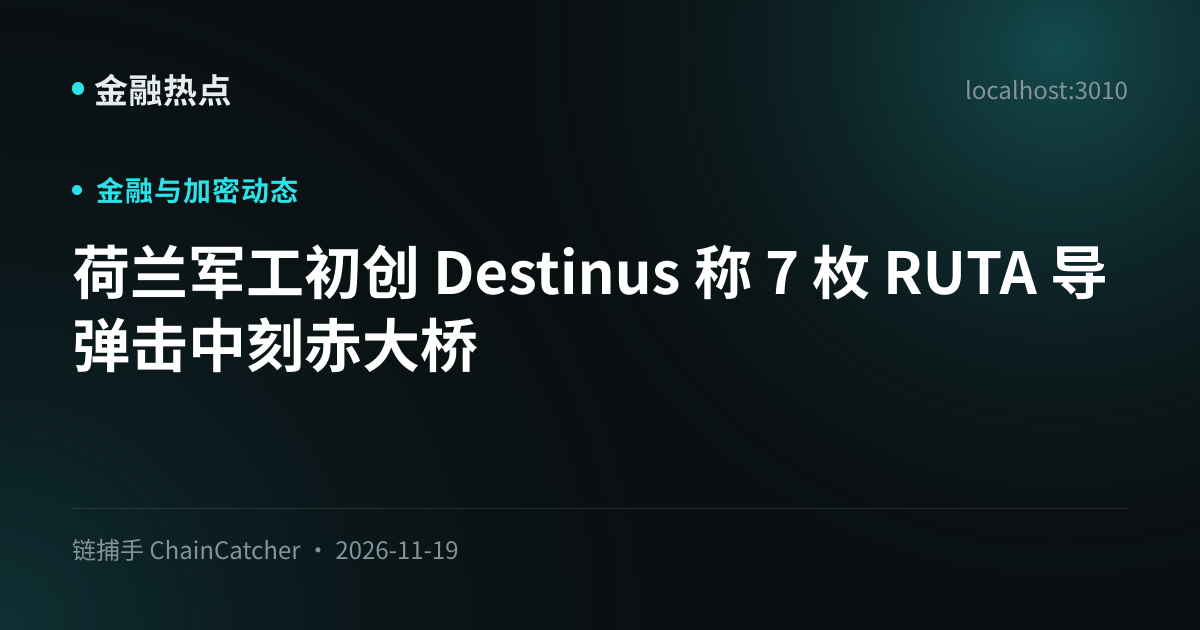 金融热点
localhost:3010
金融与加密动态
荷兰军工初创 Destinus 称 7 枚 RUTA 导
弹击中刻赤大桥
链捕手 ChainCatcher · 2026-11-19